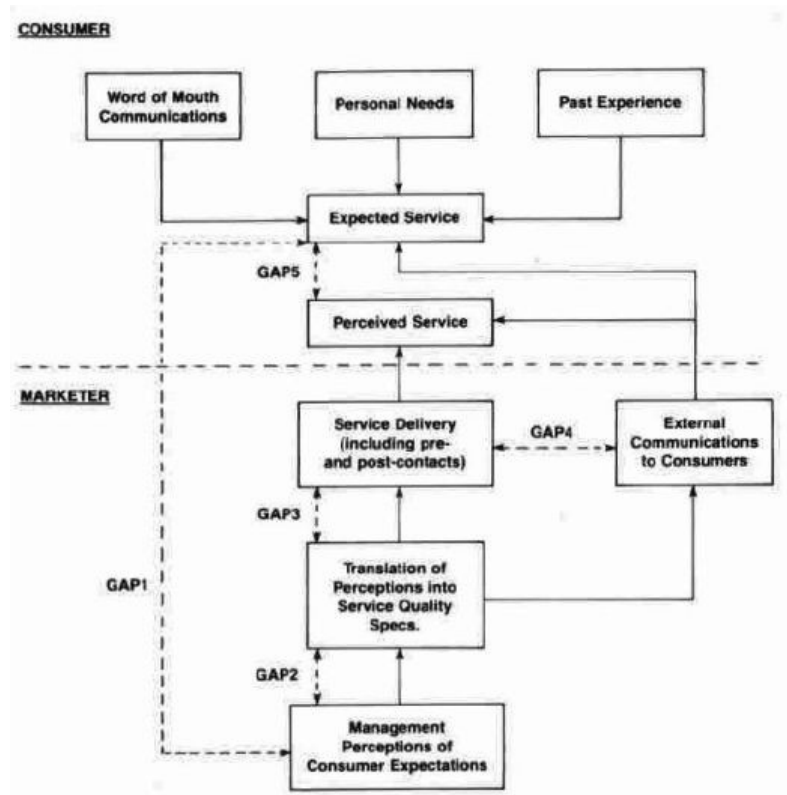 CONSUMER
Word of Mouth
Communications
Personal Needs
Past Experience
Expected Service
GAP5
Perceived Service
MARKETER
Service Delivery
(including pre-
and post-contacts)
GAP4
External
Communications
to Consumers
GAP3
Translation of
Perceptions into
Service Quality
Specs.
GAP1
GAP2
Management
Perceptions of
Consumer Expectations